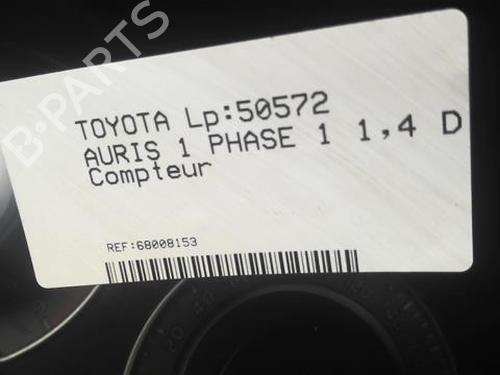 B-PARTS
TOYOTA Lp:50572
AURIS 1 PHASE 1 1,4 D
Compteur
REF:68008153